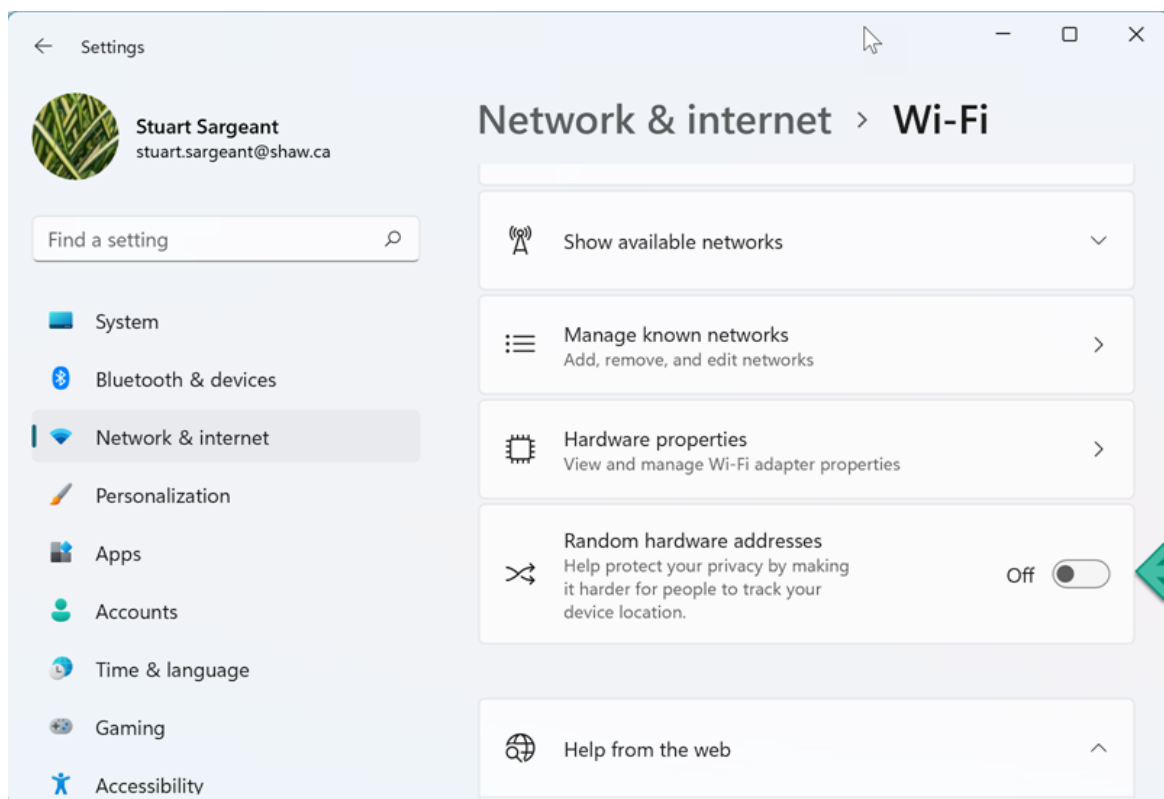 Settings
Stuart Sargeant
stuart.sargeant@shaw.ca
Find a setting
System
Bluetooth & devices
Network & internet
Personalization
Apps
Accounts
Time & language
Gaming
Accessibility
Network & internet > Wi-Fi
Show available networks
Manage known networks
Add, remove, and edit networks
Hardware properties
View and manage Wi-Fi adapter properties
Random hardware addresses
Help protect your privacy by making
it harder for people to track your
device location.
Off
Help from the web